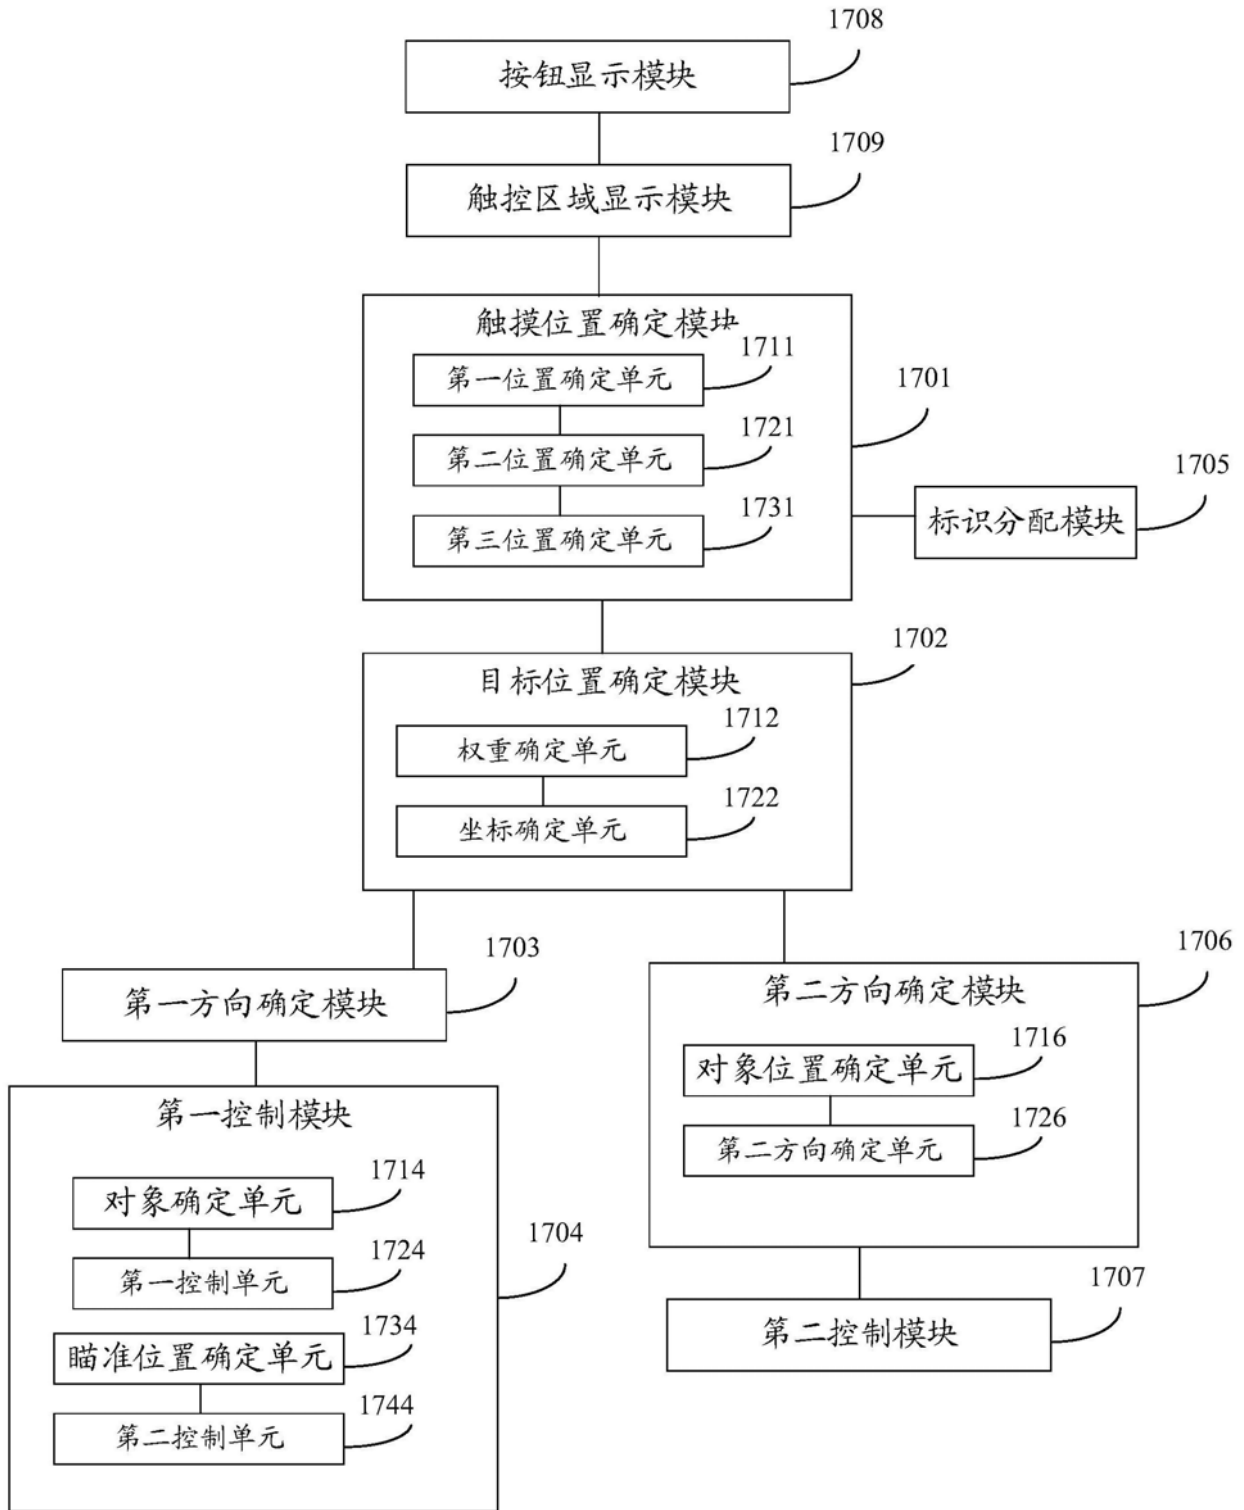 1708
按钮显示模块
1709
触控区域显示模块
触摸位置确定模块
1711
第一位置确定单元
1701
1721
第二位置确定单元
1705
1731
第三位置确定单元
标识分配模块
1702
目标位置确定模块
1712
权重确定单元
1722
坐标确定单元
1703
第一方向确定模块
1706
第二方向确定模块
1716
对象位置确定单元
1726
第二方向确定单元
第一控制模块
1714
对象确定单元
1704
1724
第一控制单元
1734
瞄准位置确定单元
1744
第二控制单元
1707
第二控制模块